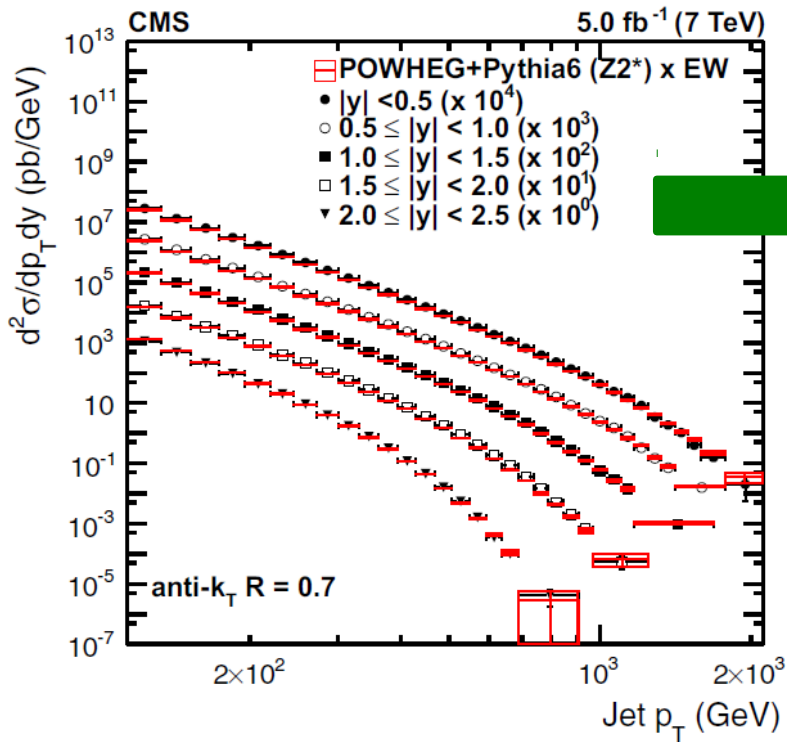 CMS 5.0 fb⁻¹ (7 TeV)
POWHEG+Pythia6 (Z2*) x EW
|y| <0.5 (x 10⁴)
0.5 ≤ |y| < 1.0 (x 10³)
1.0 ≤ |y| < 1.5 (x 10²)
1.5 ≤ |y| < 2.0 (x 10¹)
2.0 ≤ |y| < 2.5 (x 10⁰)
d²σ/dp_T dy (pb/GeV)
10¹³
10¹¹
10⁹
10⁷
10⁵
10³
10
10⁻¹
10⁻³
10⁻⁵
10⁻⁷
anti-k_T R = 0.7
2×10² 10³ 2×10³
Jet p_T (GeV)